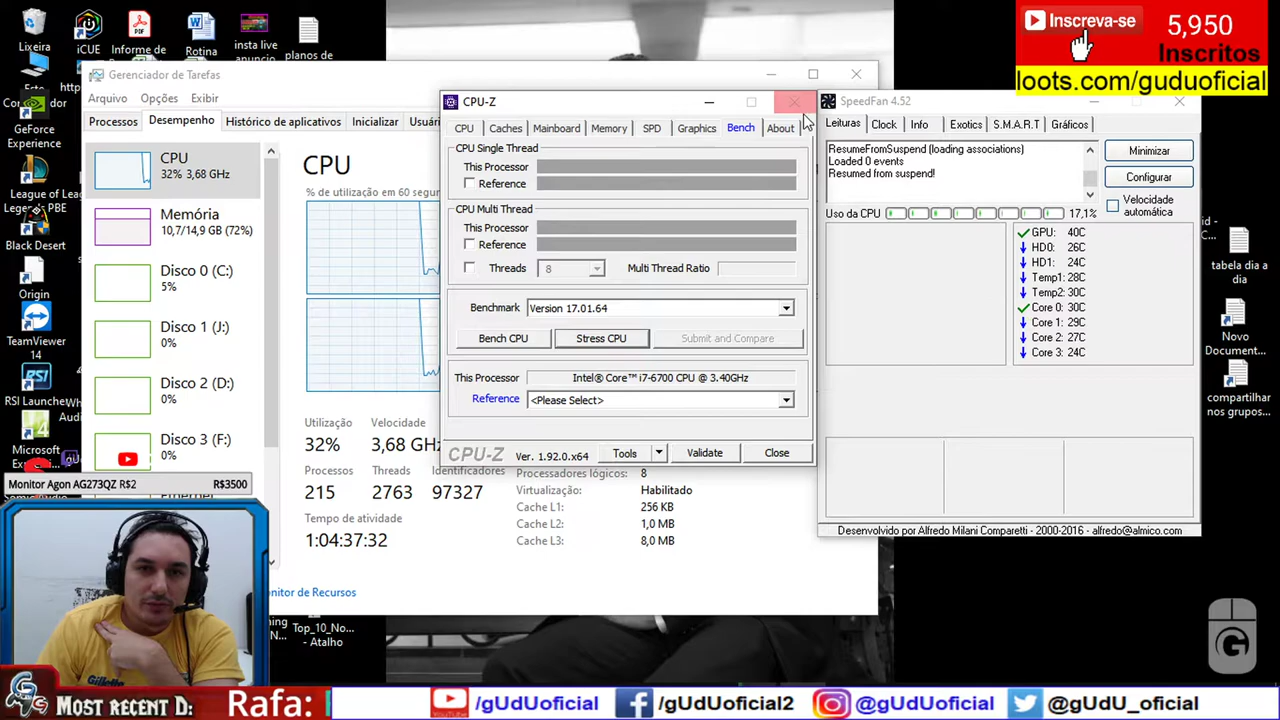 Lixeira
iCUE
Informe de
Rotina
insta live
anuncio
planos de
Este
GeForce
Experience
League of L
Legends PBE
Black Desert
Origin
TeamViewer
14
RSI Launcher
Microsoft
Gerenciador de Tarefas
Arquivo Opções Exibir
Processos Desempenho Histórico de aplicativos Inicializar
CPU
32% 3,68 GHz
Memória
10,7/14,9 GB (72%)
Disco 0 (C:)
5%
Disco 1 (J:)
0%
Disco 2 (D:)
0%
Disco 3 (F:)
0%
CPU
% de utilização em 60
Utilização
32%
Velocidade
3,68 GHz
Processos
215
Threads
2763
Identificadores
97327
Tempo de atividade
1:04:37:32
Processadores lógicos: 8
Virtualização: Habilitado
Cache L1: 256 KB
Cache L2: 1,0 MB
Cache L3: 8,0 MB
nitor de Recursos
CPU-Z
CPU Caches Mainboard Memory SPD Graphics Bench About
CPU Single Thread
This Processor
Reference
CPU Multi Thread
This Processor
Reference
Threads 8 Multi Thread Ratio
Benchmark Version 17.01.64
Bench CPU Stress CPU Submit and Compare
This Processor Intel® Core™ i7-6700 CPU @ 3.40GHz
Reference <Please Select>
CPU-Z Ver. 1.92.0.x64 Tools Validate Close
SpeedFan 4.52
Leituras Clock Info Exotics S.M.A.R.T Gráficos
ResumeFromSuspend (loading associations)
Loaded 0 events
Resumed from suspend!
Minimizar
Configurar
Velocidade
automática
Uso da CPU 17,1%
GPU: 40C
HD0: 26C
HD1: 24C
Temp1: 28C
Temp2: 30C
Core 0: 30C
Core 1: 29C
Core 2: 27C
Core 3: 24C
Desenvolvido por Alfredo Milani Comparetti - 2000-2016 - alfredo@almico.com
Inscreva-se
5,950
Inscritos
loots.com/guduoficial
tabela dia a
dia
Novo
Document...
compartilhar
nos grupos...
Monitor Agon AG273QZ R$2 R$3500
Top_10_No...
- Atalho
Most recent D:
Rafa:
YouTube
/gUdUoficial
/gUdUoficial2
@gUdUoficial
@gUdU_oficial